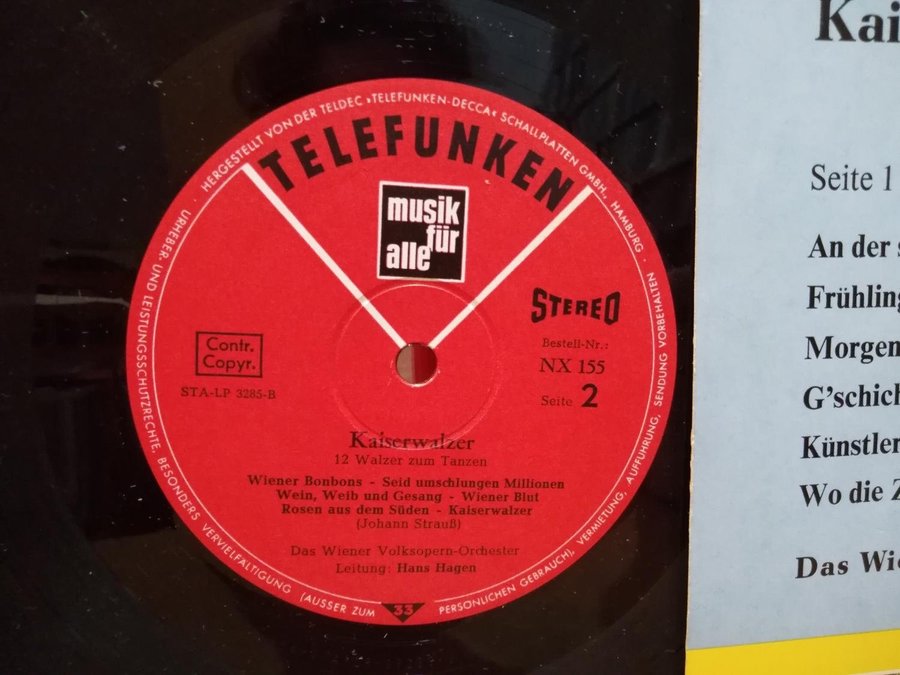 HERGESTELLT VON DER TELDEC »TELEFUNKEN-DECCA« SCHALLPLATTEN GMBH., HAMBURG
URHEBER- UND LEISTUNGSSCHUTZRECHTE, BESONDERS VERVIELFALTIGUNG (AUSSER ZUM PERSÖNLICHEN GEBRAUCH), VERMIETUNG, AUFFUHRUNG, SENDUNG VORBEHALTEN
TELEFUNKEN
musik
für
alle
STEREO
Contr.
Copyr.
STA-LP 3285-B
Bestell-Nr.:
NX 155
Seite 2
Kaiserwalzer
12 Walzer zum Tanzen
Wiener Bonbons - Seid umschlungen Millionen
Wein, Weib und Gesang - Wiener Blut
Rosen aus dem Süden - Kaiserwalzer
(Johann Strauß)
Das Wiener Volksopern-Orchester
Leitung: Hans Hagen
33
Kai
Seite 1
An der
Frühling
Morgen
G'schich
Künstler
Wo die Z
Das Wie